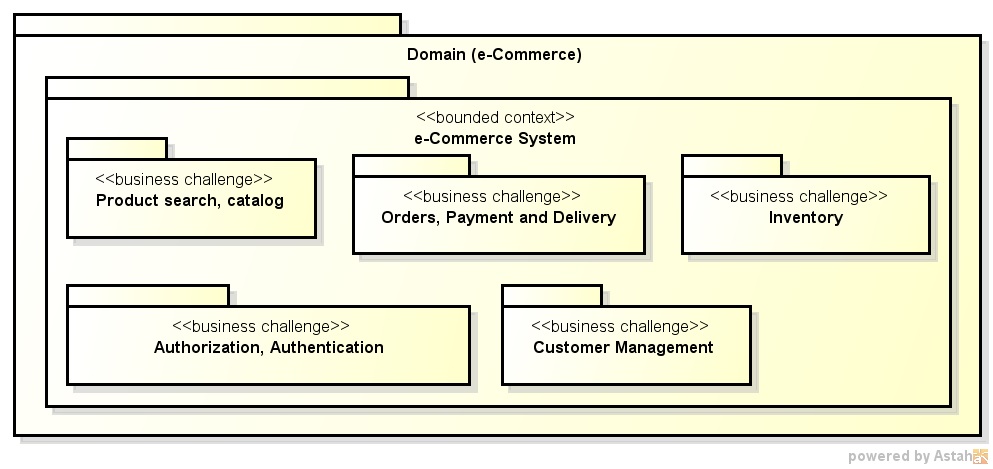 Domain (e-Commerce)
<<bounded context>>
e-Commerce System
<<business challenge>>
Product search, catalog
<<business challenge>>
Orders, Payment and Delivery
<<business challenge>>
Inventory
<<business challenge>>
Authorization, Authentication
<<business challenge>>
Customer Management
powered by Astah